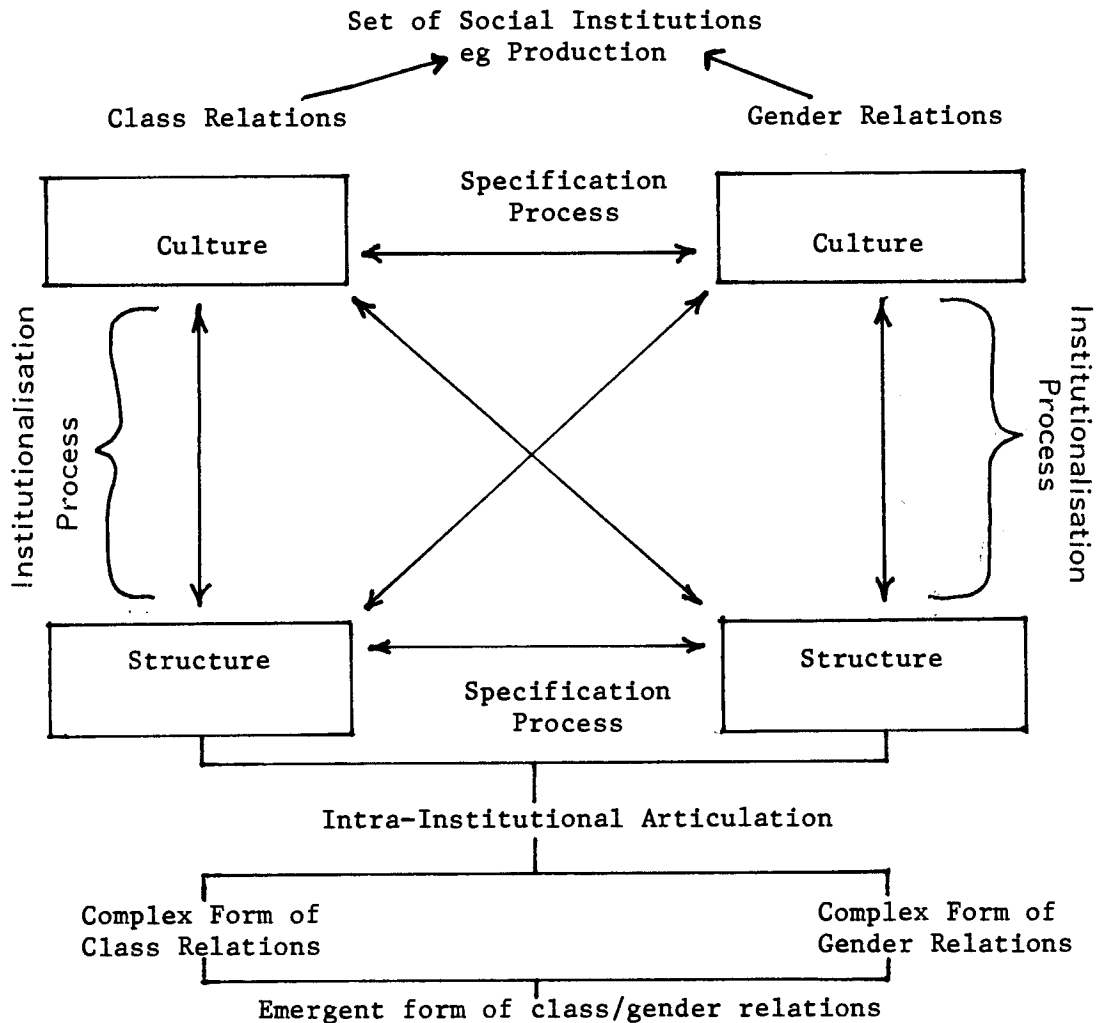 Set of Social Institutions
eg Production
Class Relations
Gender Relations
Specification
Process
Culture
Culture
Institutionalisation
Process
Institutionalisation
Process
Structure
Structure
Specification
Process
Intra-Institutional Articulation
Complex Form of
Class Relations
Complex Form of
Gender Relations
Emergent form of class/gender relations